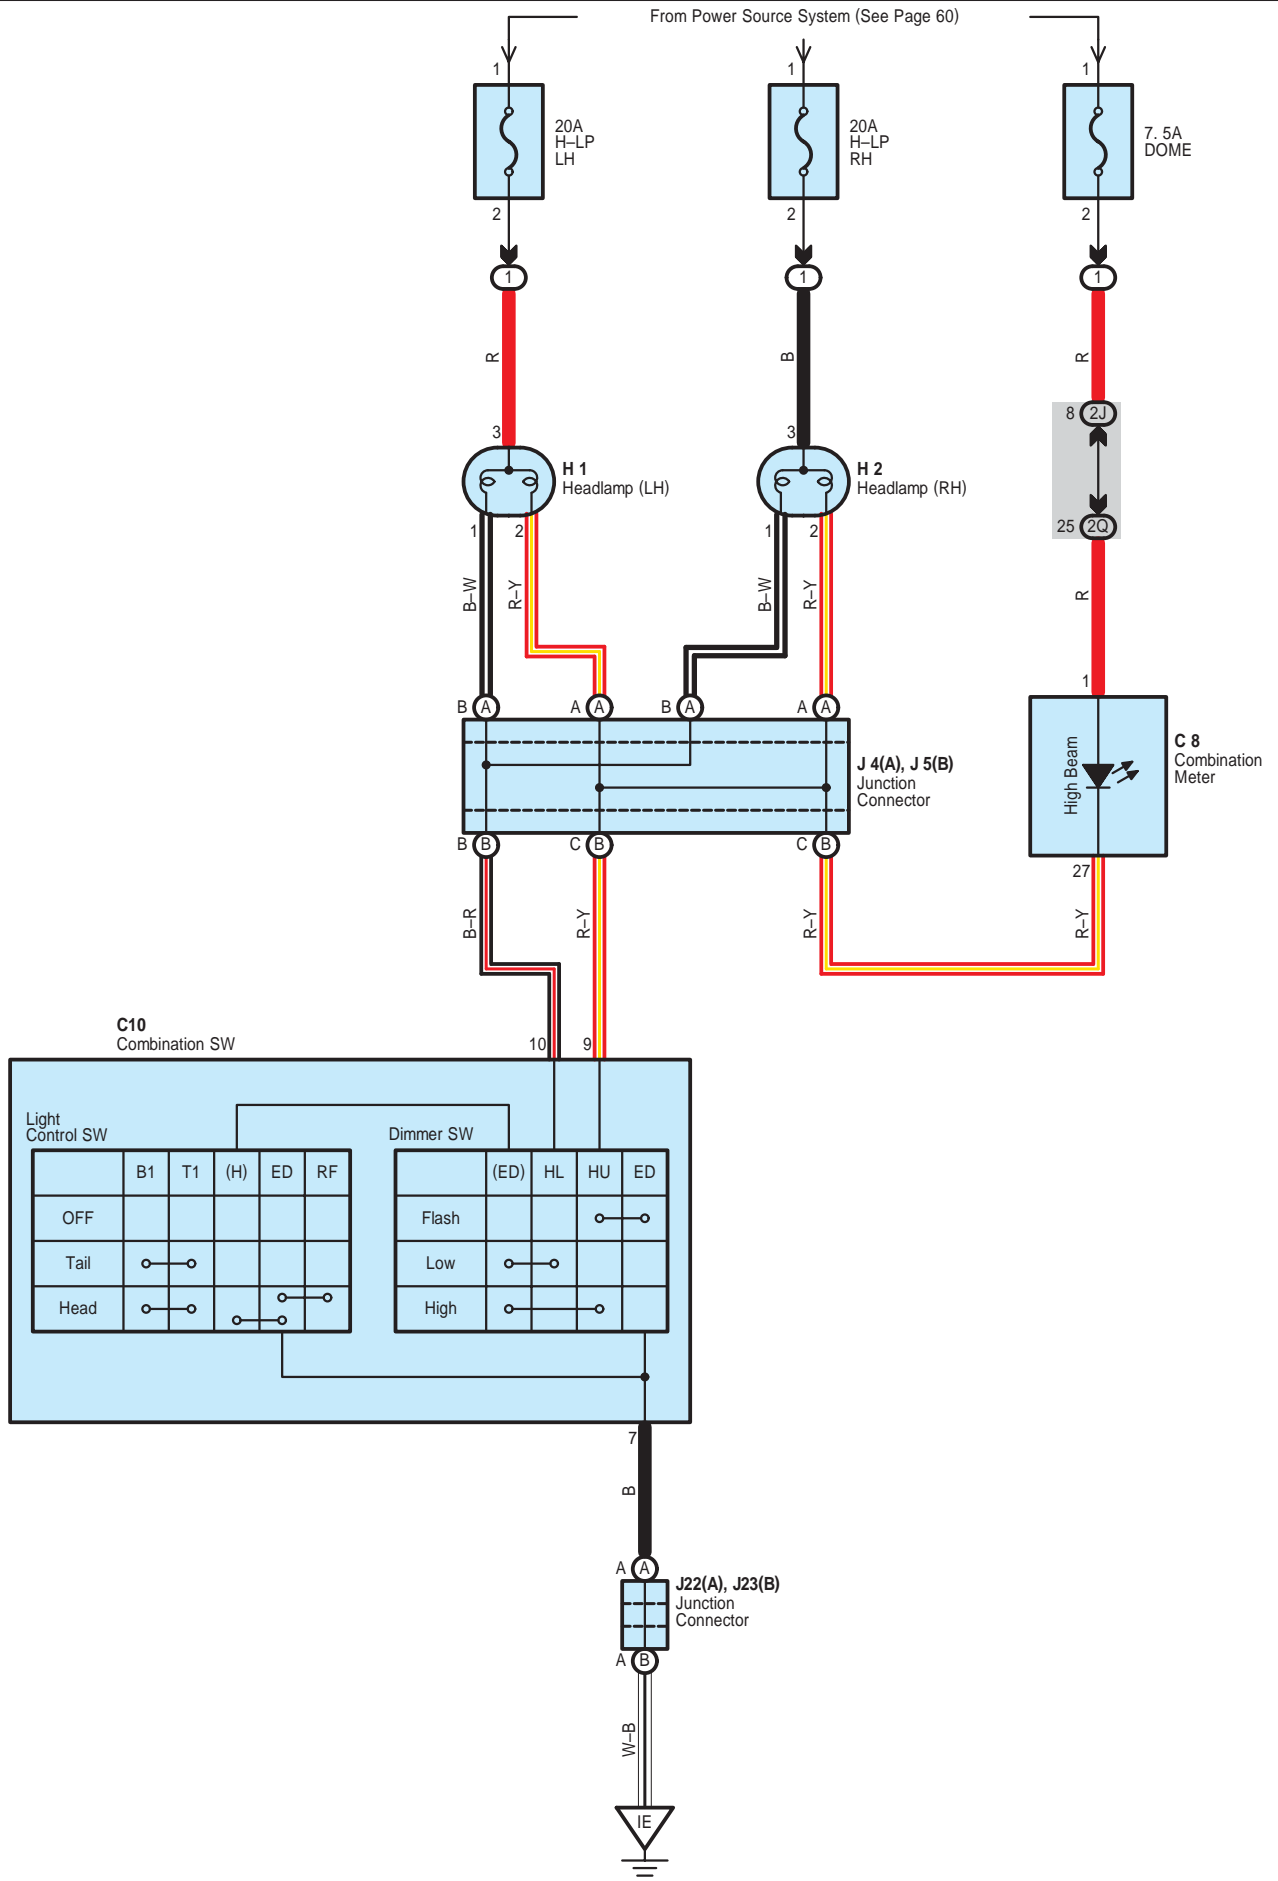 From Power Source System (See Page 60)
1
1
1
20A
H–LP
LH
20A
H–LP
RH
7. 5A
DOME
2
2
2
1
1
1
R
B
R
8 2J
3
3
H 1
Headlamp (LH)
H 2
Headlamp (RH)
25 2Q
1
2
1
2
B–W
R–Y
B–W
R–Y
R
1
B A
A A
B A
A A
High Beam
C 8
Combination
Meter
J 4(A), J 5(B)
Junction
Connector
B B
C B
C B
27
B–R
R–Y
R–Y
R–Y
C10
Combination SW
10
9
Light
Control SW
Dimmer SW
B1 T1 (H) ED RF
(ED) HL HU ED
OFF
Flash
Tail
Low
Head
High
7
B
A A
J22(A), J23(B)
Junction
Connector
A B
W–B
IE